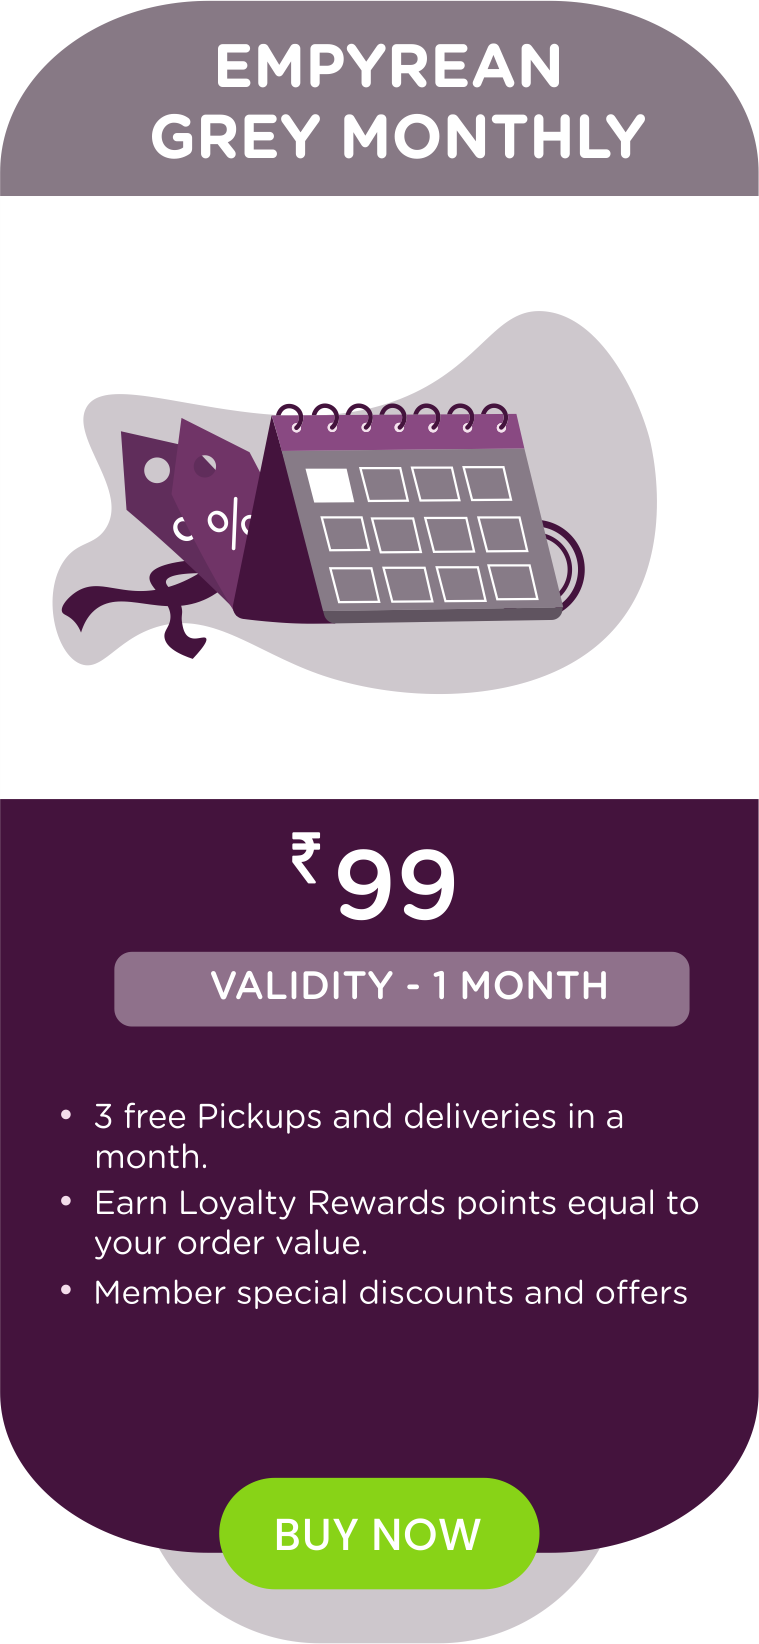 EMPYREAN
GREY MONTHLY
%
₹99
VALIDITY - 1 MONTH
• 3 free Pickups and deliveries in a
month.
• Earn Loyalty Rewards points equal to
your order value.
• Member special discounts and offers
BUY NOW